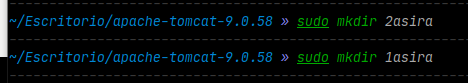 ~/Escritorio/apache-tomcat-9.0.58 » sudo mkdir 2asira
~/Escritorio/apache-tomcat-9.0.58 » sudo mkdir 1asira